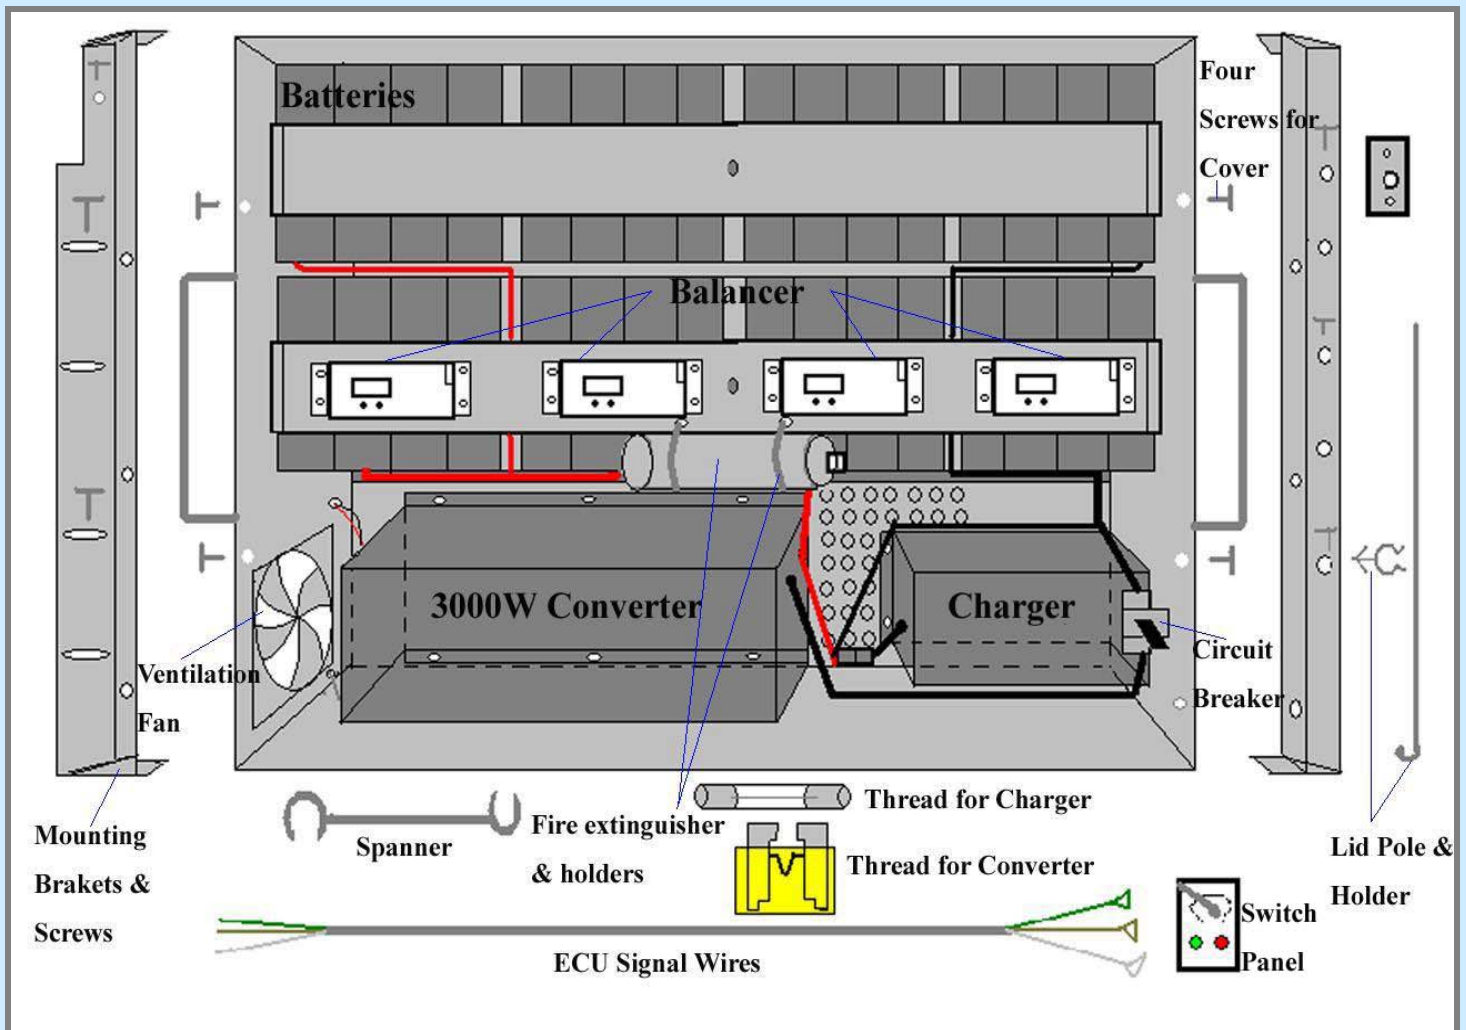 Batteries
Four
Screws for
Cover
Balancer
3000W Converter
Charger
Ventilation
Fan
Circuit
Breaker
Mounting
Brakets &
Screws
Spanner
Fire extinguisher
& holders
Thread for Charger
Thread for Converter
Lid Pole &
Holder
Switch
Panel
ECU Signal Wires